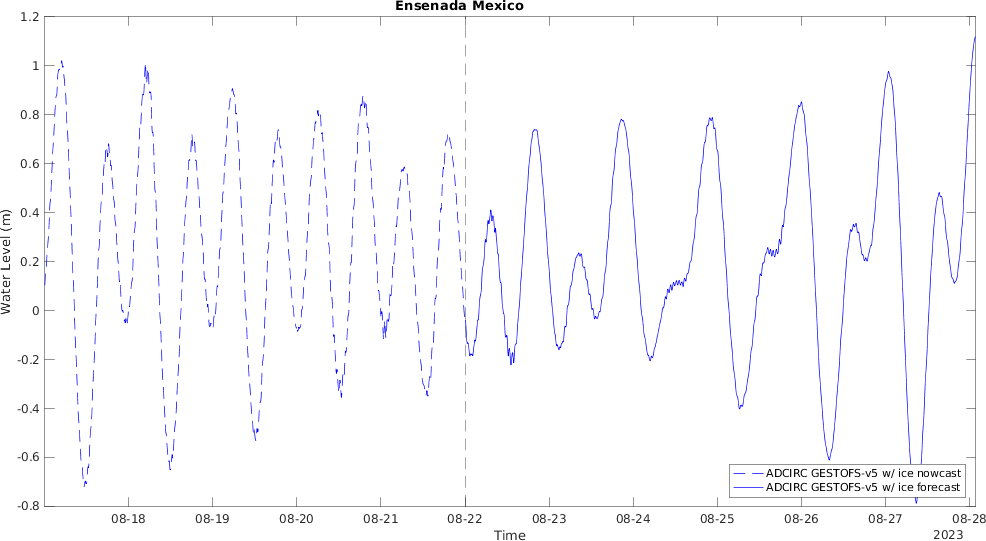 Ensenada Mexico
1.2
1
0.8
0.6
0.4
0.2
0
-0.2
-0.4
-0.6
-0.8
Water Level (m)
ADCIRC GESTOFS-v5 w/ ice nowcast
ADCIRC GESTOFS-v5 w/ ice forecast
08-18 08-19 08-20 08-21 08-22 08-23 08-24 08-25 08-26 08-27 08-28
Time
2023